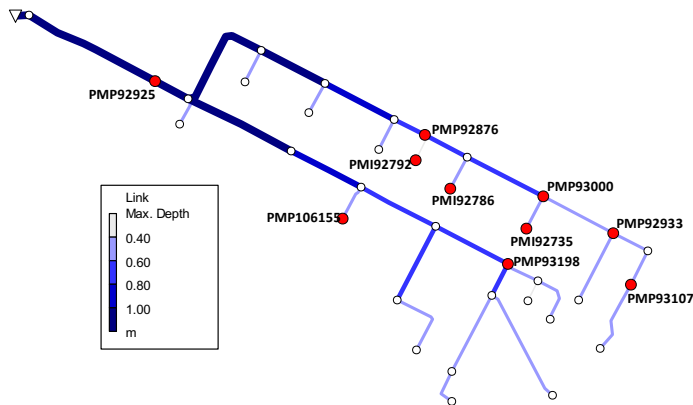 PMP92925
PMP92876
PMI92792
PMI92786
PMP93000
PMP106155
PMI92735
PMP92933
PMP93198
PMP93107
Link
Max. Depth
0.40
0.60
0.80
1.00
m